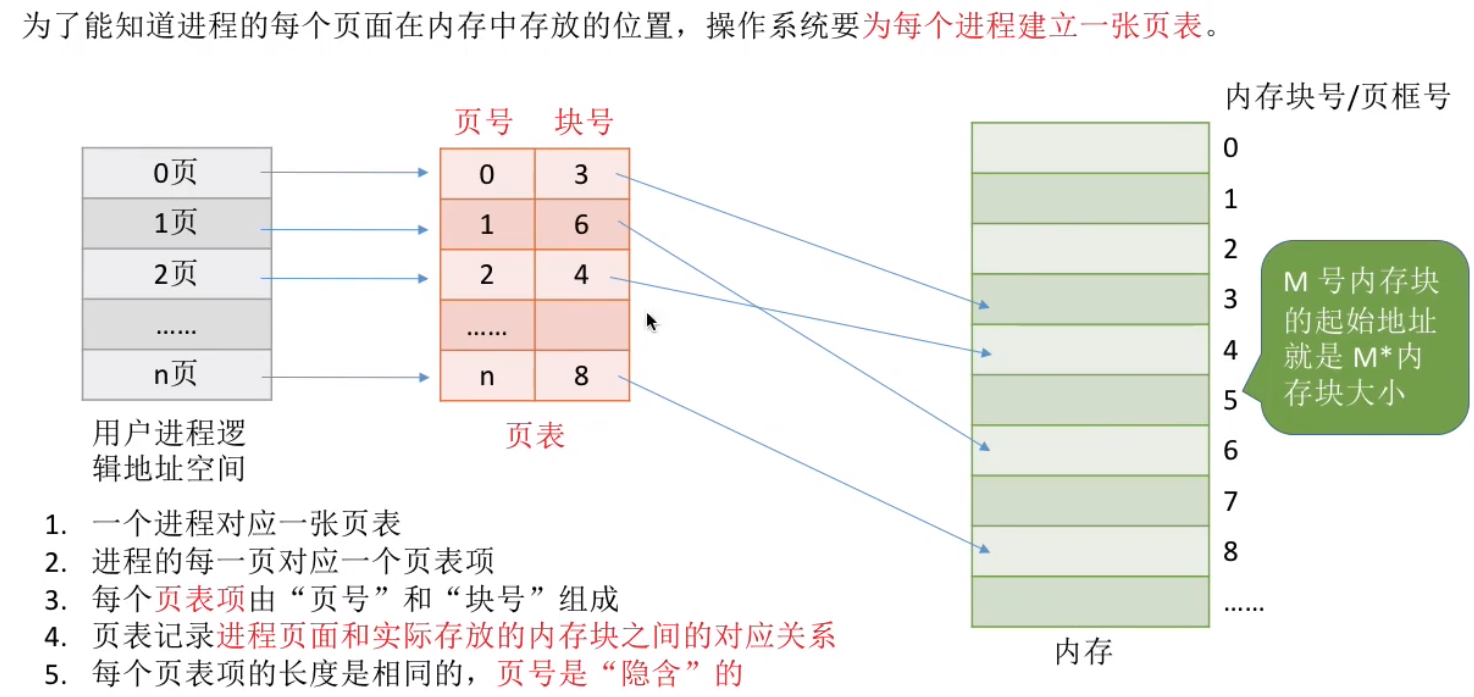 为了能知道进程的每个页面在内存中存放的位置，操作系统要为每个进程建立一张页表。
内存块号/页框号
页号 块号
0页
1页
2页
……
n页
用户进程逻
辑地址空间
0 3
1 6
2 4
……
n 8
页表
0
1
2
3
4
5
6
7
8
……
内存
M 号内存块
的起始地址
就是 M*内
存块大小
1. 一个进程对应一张页表
2. 进程的每一页对应一个页表项
3. 每个页表项由“页号”和“块号”组成
4. 页表记录进程页面和实际存放的内存块之间的对应关系
5. 每个页表项的长度是相同的，页号是“隐含”的